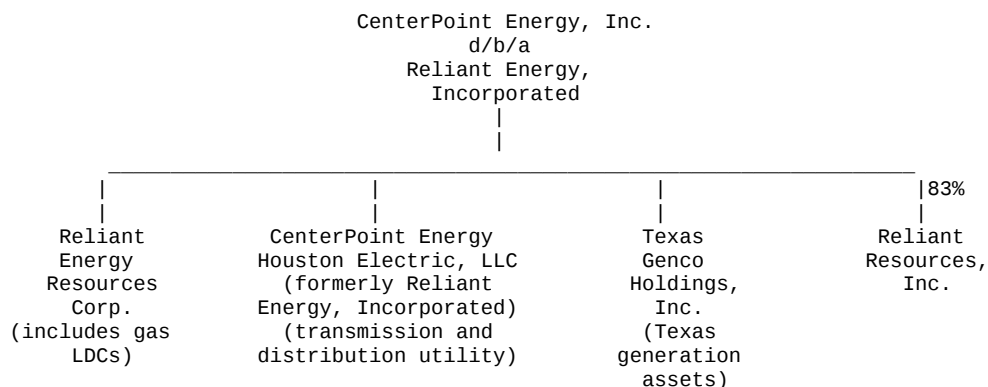 CenterPoint Energy, Inc.
d/b/a
Reliant Energy,
Incorporated
83%
Reliant
Energy
Resources
Corp.
(includes gas
LDCs)
CenterPoint Energy
Houston Electric, LLC
(formerly Reliant
Energy, Incorporated)
(transmission and
distribution utility)
Texas
Genco
Holdings,
Inc.
(Texas
generation
assets)
Reliant
Resources,
Inc.